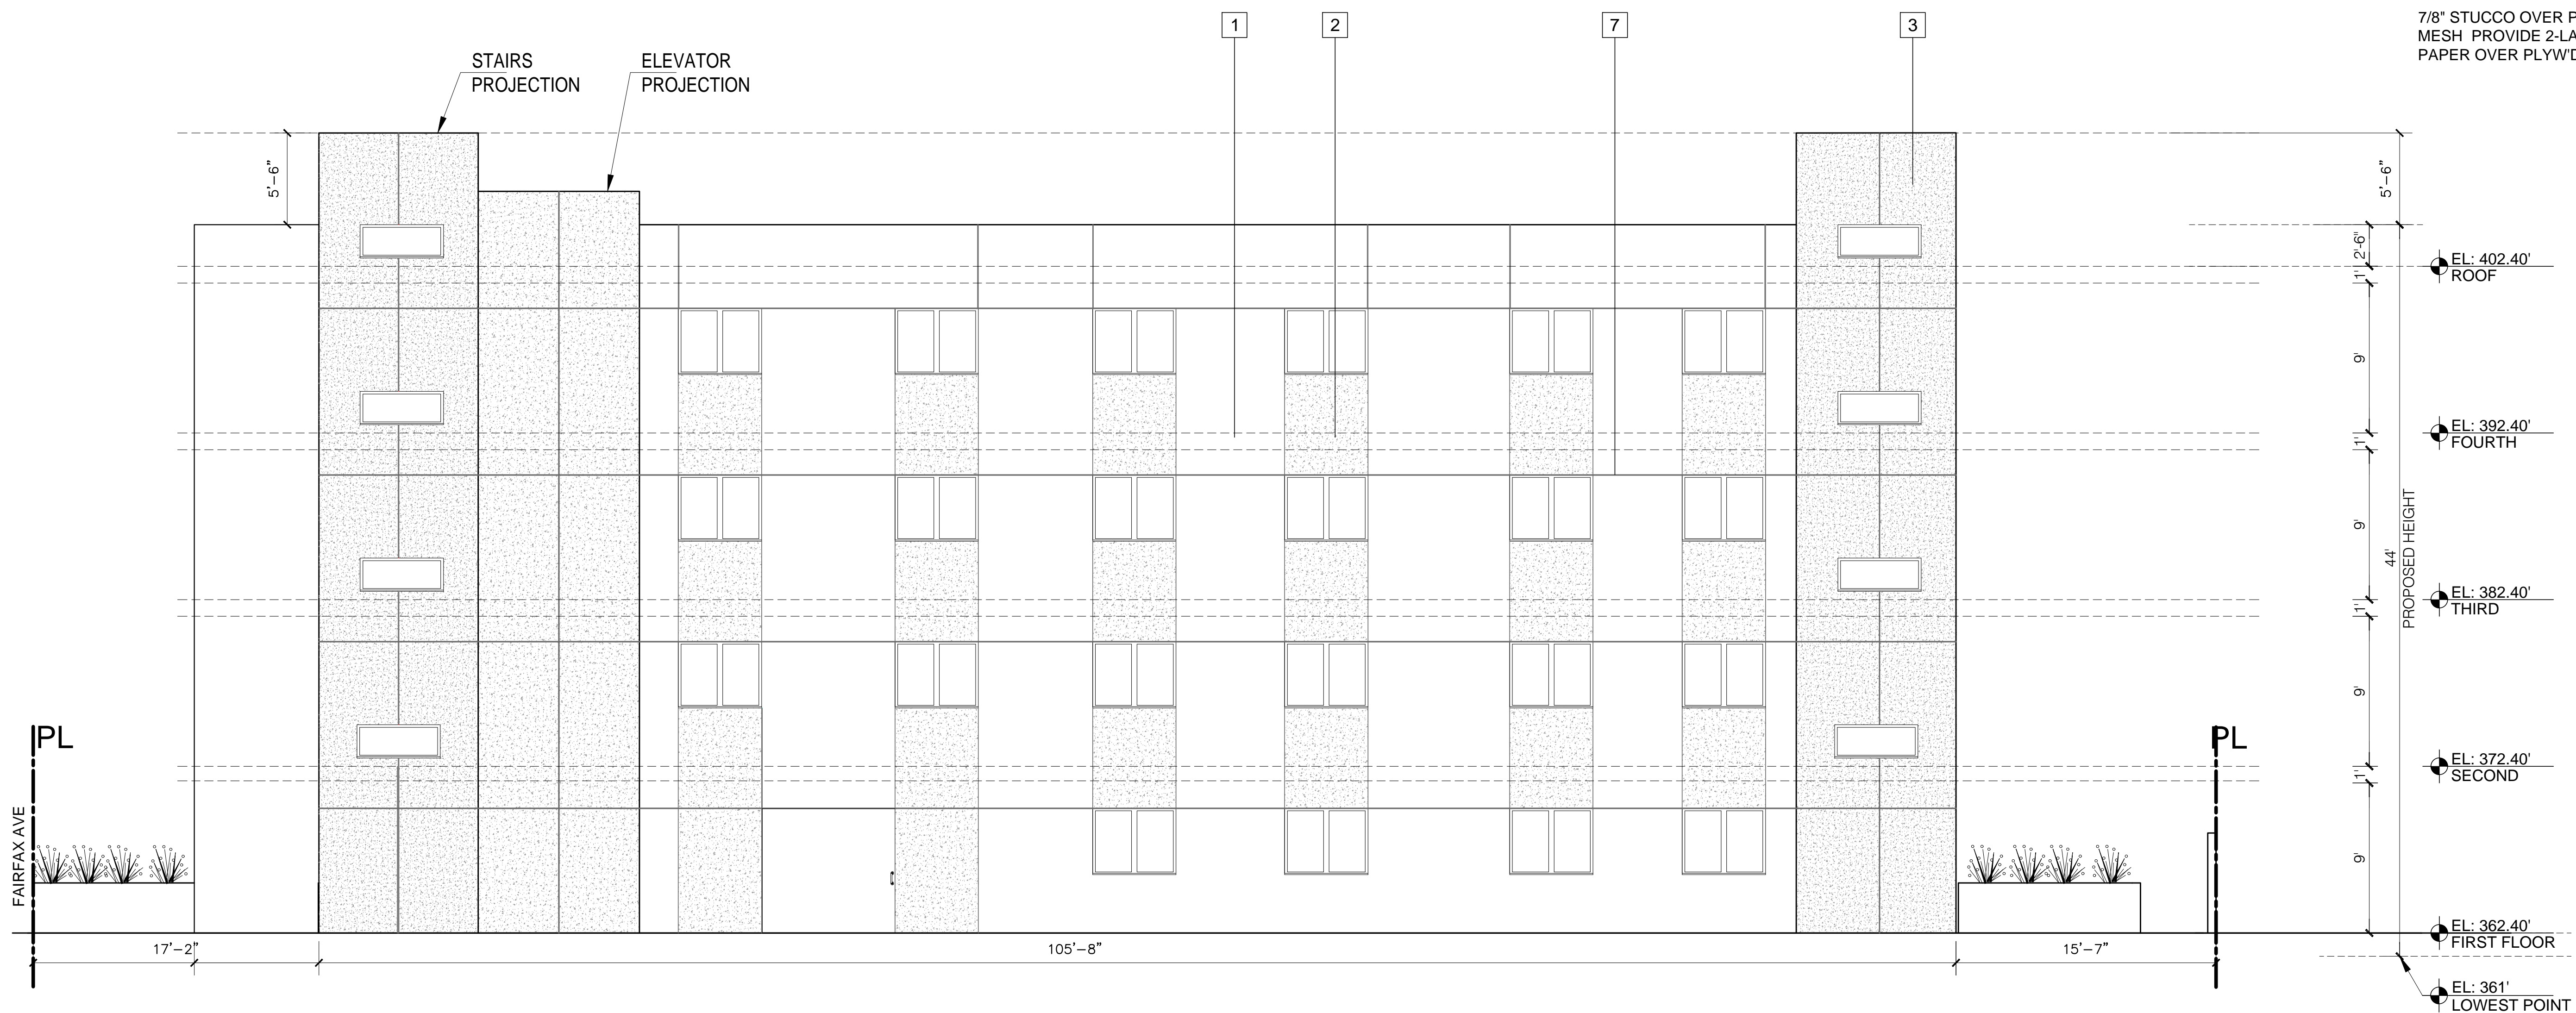 1
2
7
3
7/8" STUCCO OVER P
MESH PROVIDE 2-LA
PAPER OVER PLYW'D
STAIRS
PROJECTION
ELEVATOR
PROJECTION
5'-6"
5'-6"
2'-6"
1'
EL: 402.40'
ROOF
9'
EL: 392.40'
FOURTH
1'
9'
44'
PROPOSED HEIGHT
EL: 382.40'
THIRD
1'
9'
PL
PL
EL: 372.40'
SECOND
1'
9'
FAIRFAX AVE
17'-2"
105'-8"
15'-7"
EL: 362.40'
FIRST FLOOR
EL: 361'
LOWEST POINT